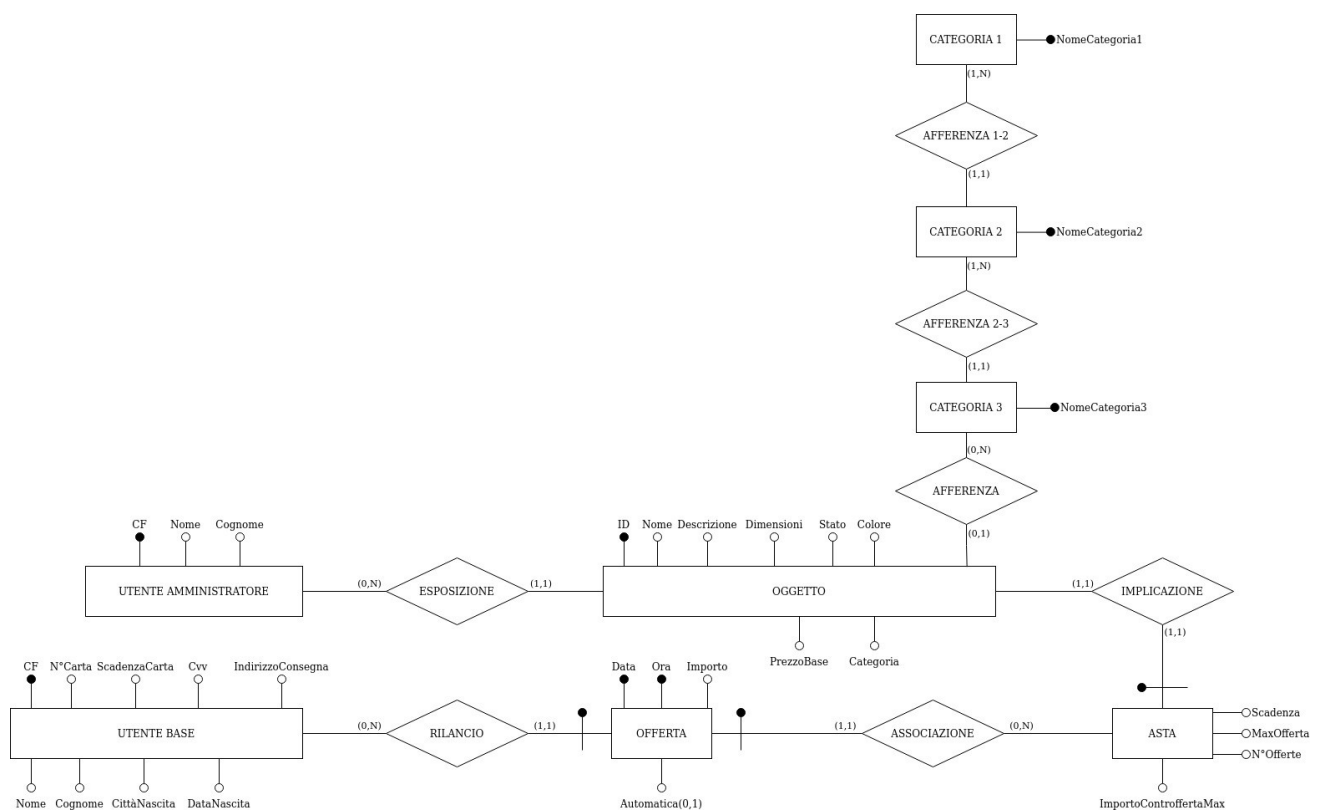 CATEGORIA 1
NomeCategoria1
(1,N)
AFFERENZA 1-2
(1,1)
CATEGORIA 2
NomeCategoria2
(1,N)
AFFERENZA 2-3
(1,1)
CATEGORIA 3
NomeCategoria3
(0,N)
AFFERENZA
(0,1)
CF Nome Cognome
ID Nome Descrizione Dimensioni Stato Colore
UTENTE AMMINISTRATORE (0,N) ESPOSIZIONE (1,1) OGGETTO (1,1) IMPLICAZIONE
(1,1)
PrezzoBase Categoria
CF N°Carta ScadenzaCarta Cvv IndirizzoConsegna
Data Ora Importo
UTENTE BASE (0,N) RILANCIO (1,1) OFFERTA (1,1) ASSOCIAZIONE (0,N) ASTA
Scadenza
MaxOfferta
N°Offerte
Nome Cognome CittàNascita DataNascita
Automatica(0,1)
ImportoControffertaMax